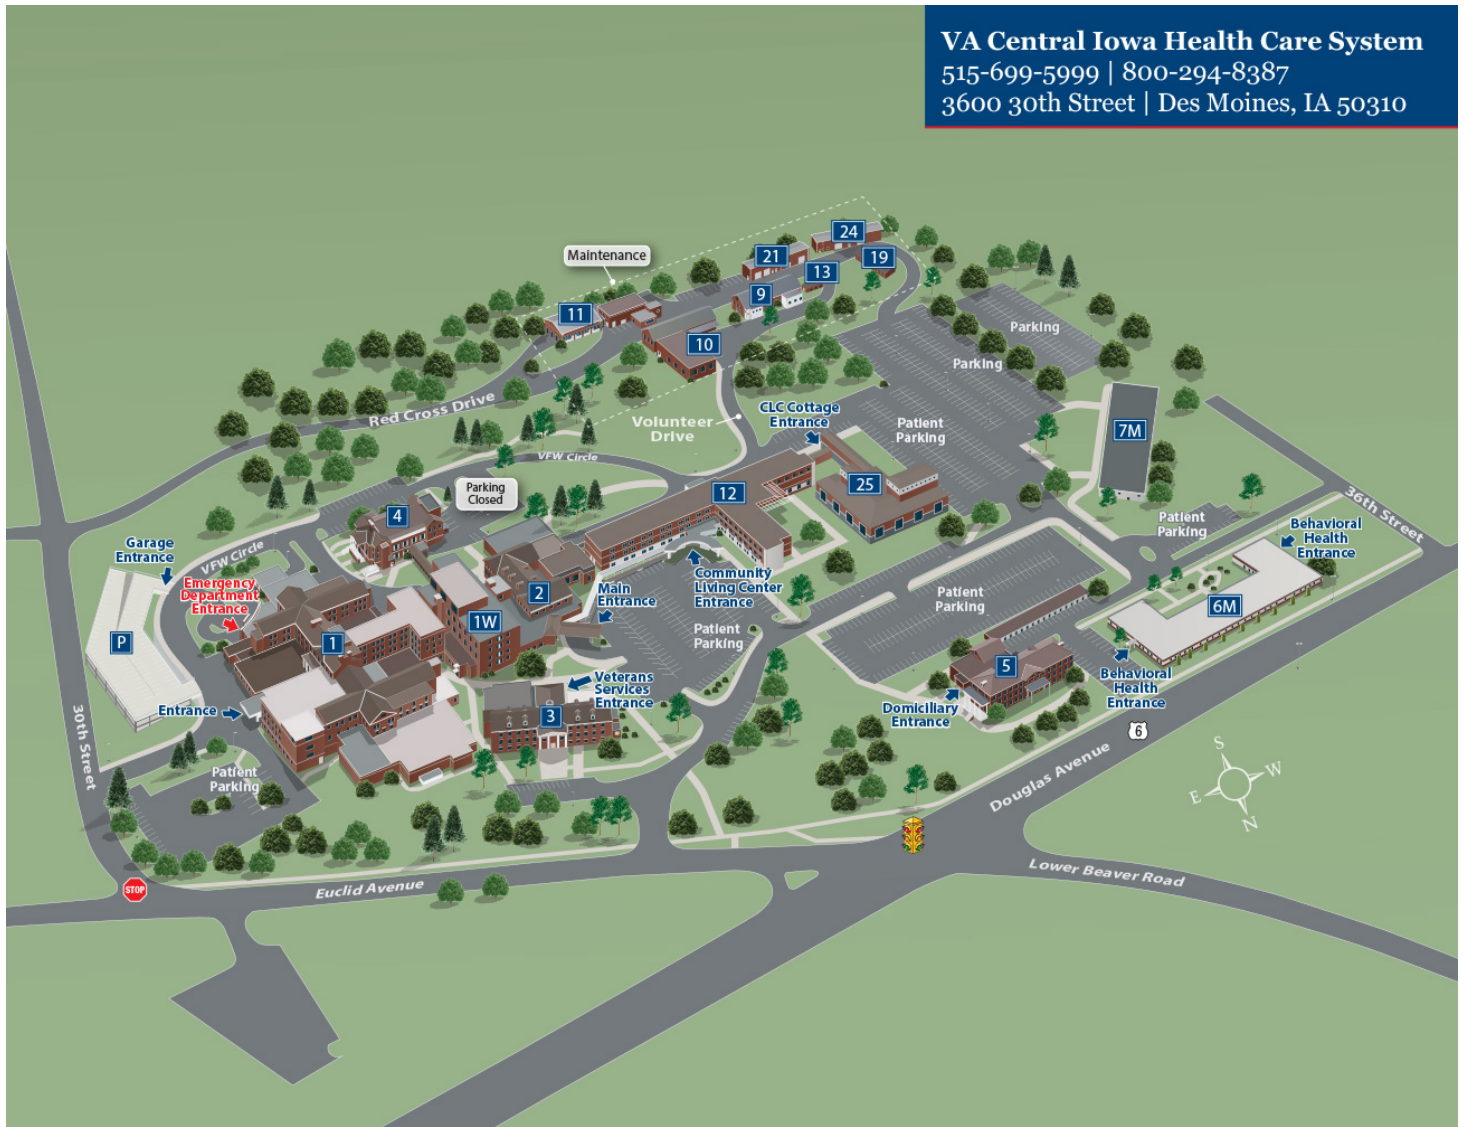 VA Central Iowa Health Care System
515-699-5999 | 800-294-8387
3600 30th Street | Des Moines, IA 50310
24
21
19
Maintenance
13
9
11
10
Parking
Parking
Red Cross Drive
Volunteer
Drive
CLC Cottage
Entrance
Patient
Parking
7M
VFW Circle
Parking
Closed
12
25
4
36th Street
Patient
Parking
Behavioral
Health
Entrance
Garage
Entrance
VFW Circle
Emergency
Department
Entrance
Community
Living Center
Entrance
Main
Entrance
2
1W
1
P
Patient
Parking
6M
Patient
Parking
5
Behavioral
Health
Entrance
Domiciliary
Entrance
Veterans
Services
Entrance
3
Entrance
30th Street
6
Patient
Parking
Douglas Avenue
S
W
E
N
STOP
Euclid Avenue
Lower Beaver Road